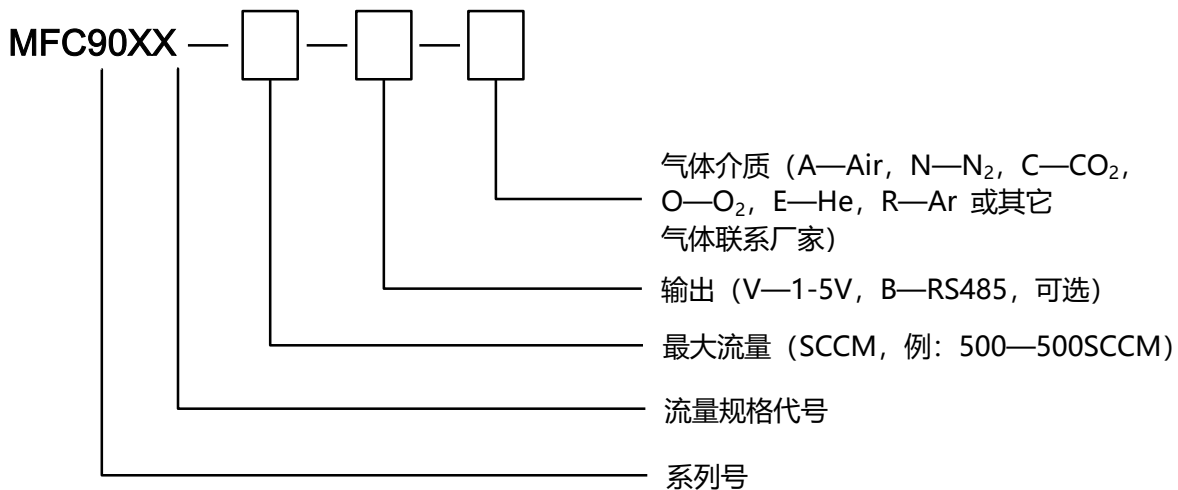 MFC90XX
气体介质（A—Air，N—N₂，C—CO₂，
O—O₂，E—He，R—Ar 或其它
气体联系厂家）
输出（V—1-5V，B—RS485，可选）
最大流量（SCCM，例：500—500SCCM）
流量规格代号
系列号